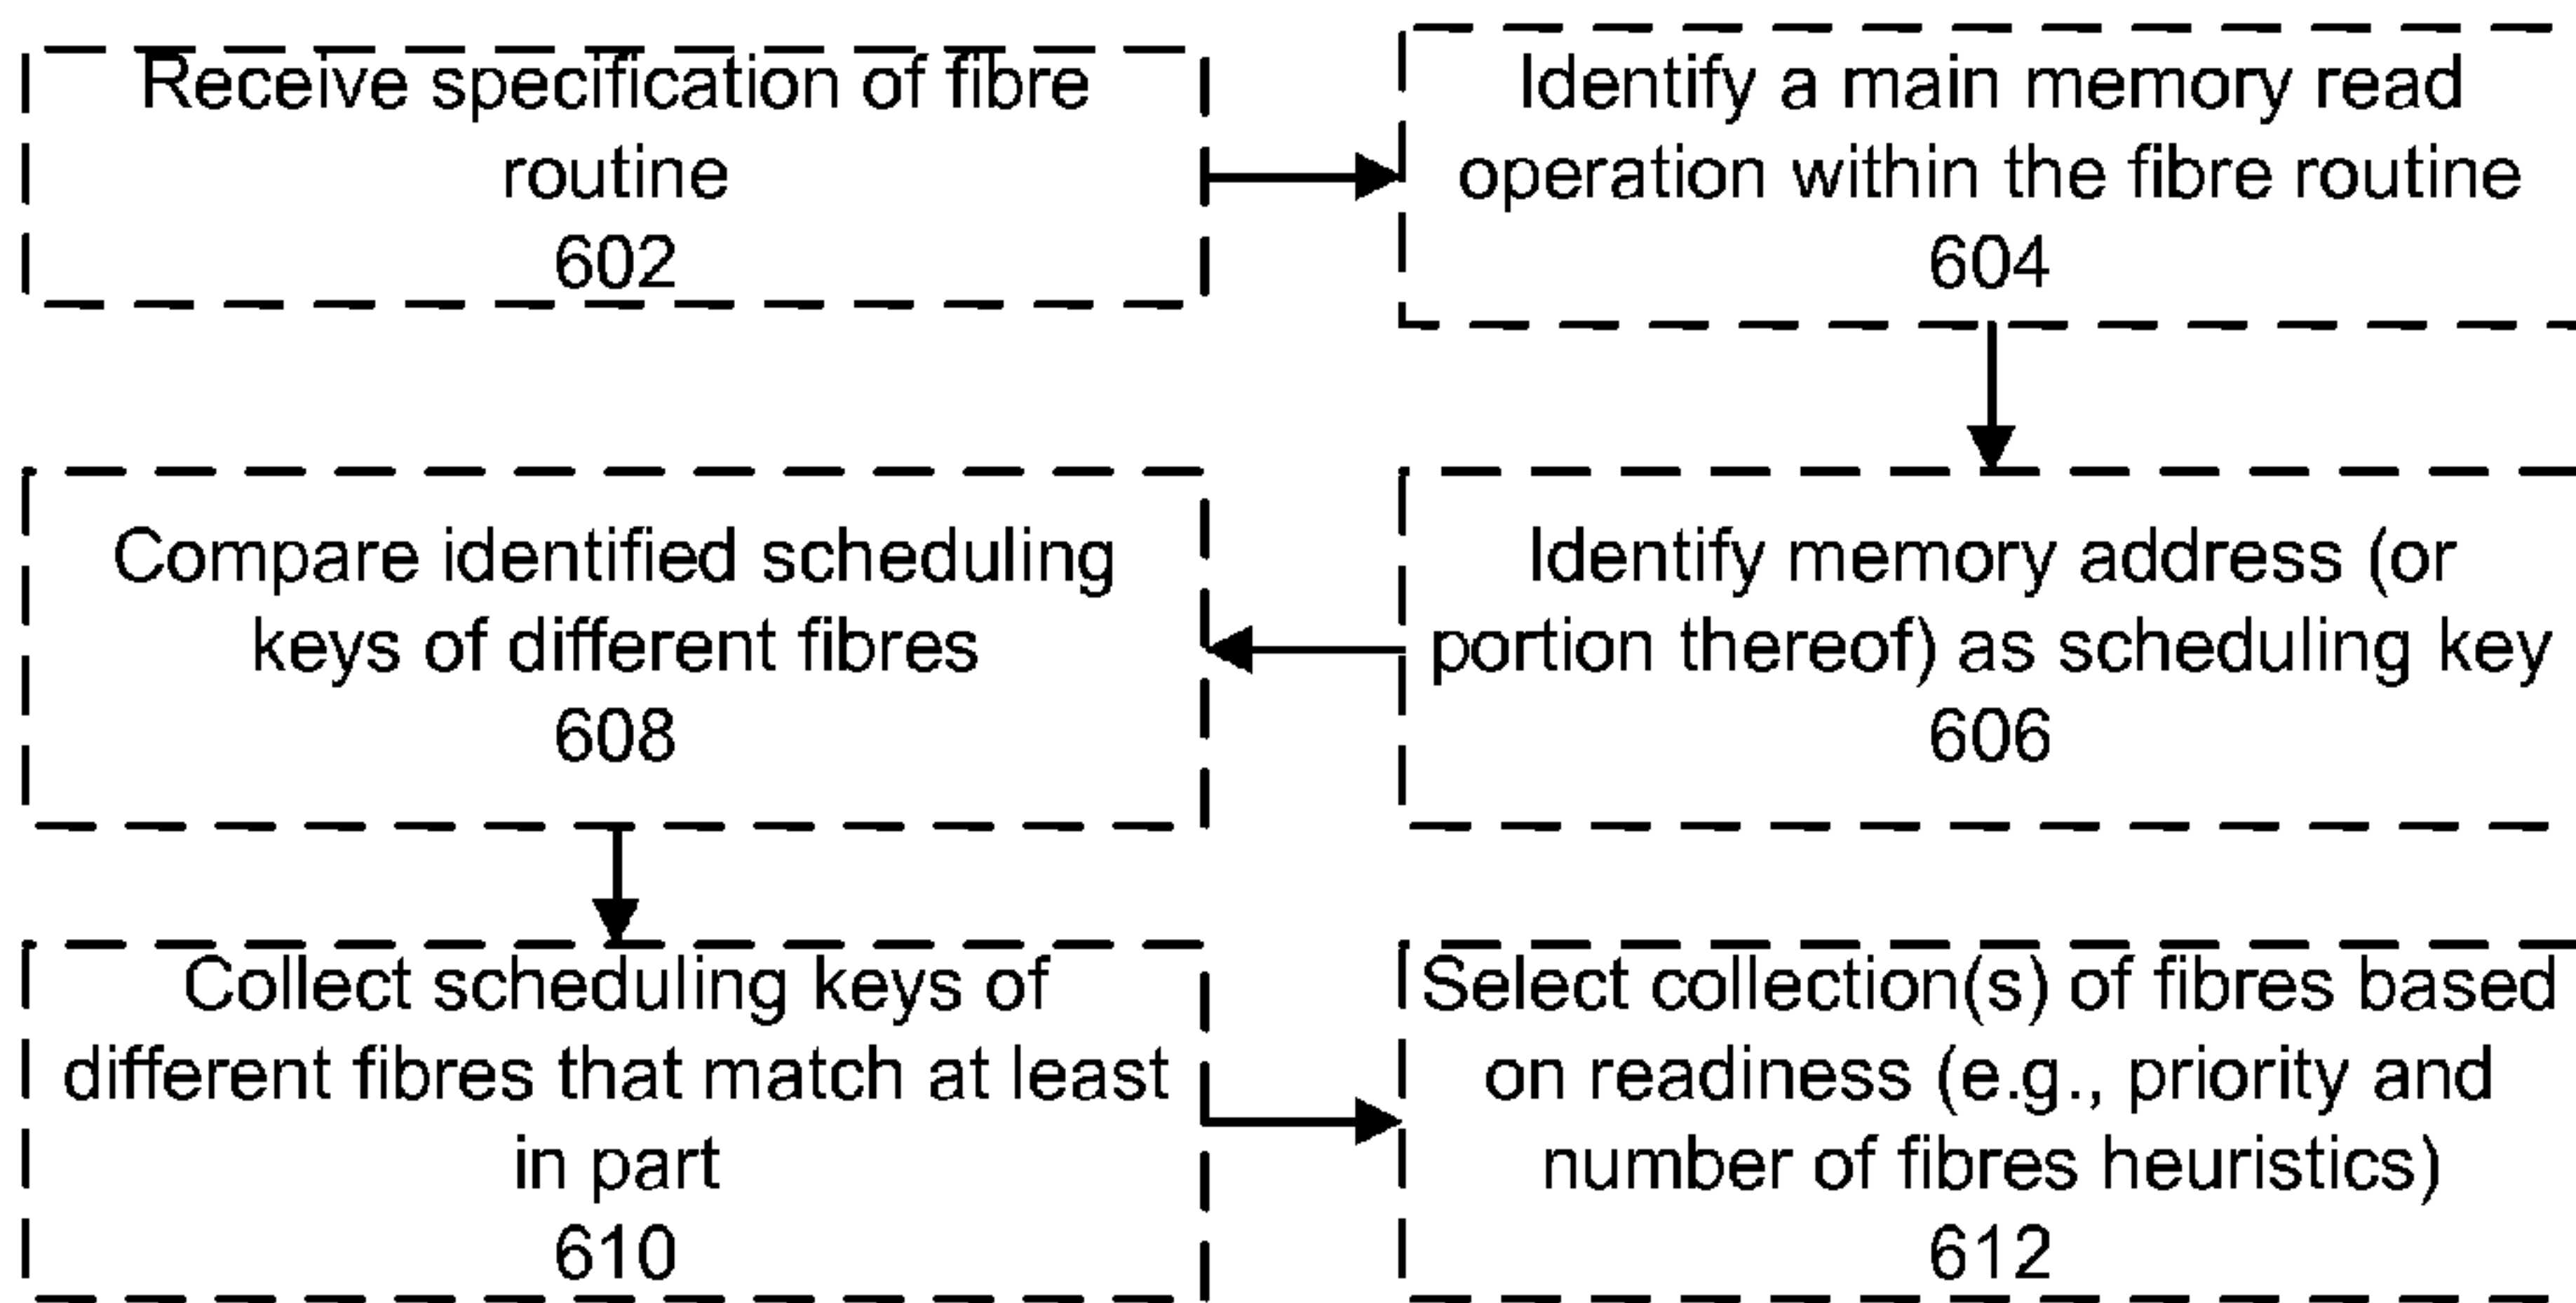 Receive specification of fibre
routine
602
Identify a main memory read
operation within the fibre routine
604
Identify memory address (or
portion thereof) as scheduling key
606
Compare identified scheduling
keys of different fibres
608
Collect scheduling keys of
different fibres that match at least
in part
610
Select collection(s) of fibres based
on readiness (e.g., priority and
number of fibres heuristics)
612